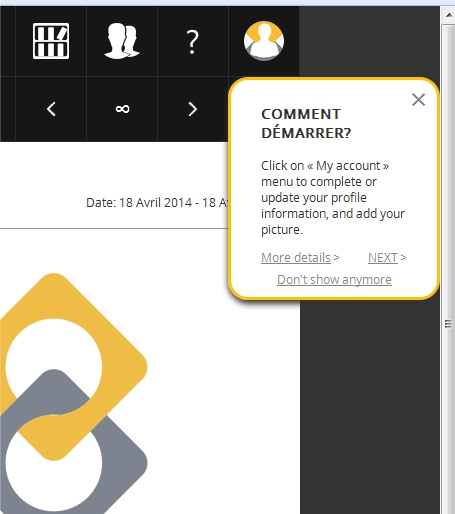 ?
< ∞ >
COMMENT
DÉMARRER?
Click on « My account »
menu to complete or
update your profile
information, and add your
picture.
More details > NEXT >
Don't show anymore
Date: 18 Avril 2014 - 18 A